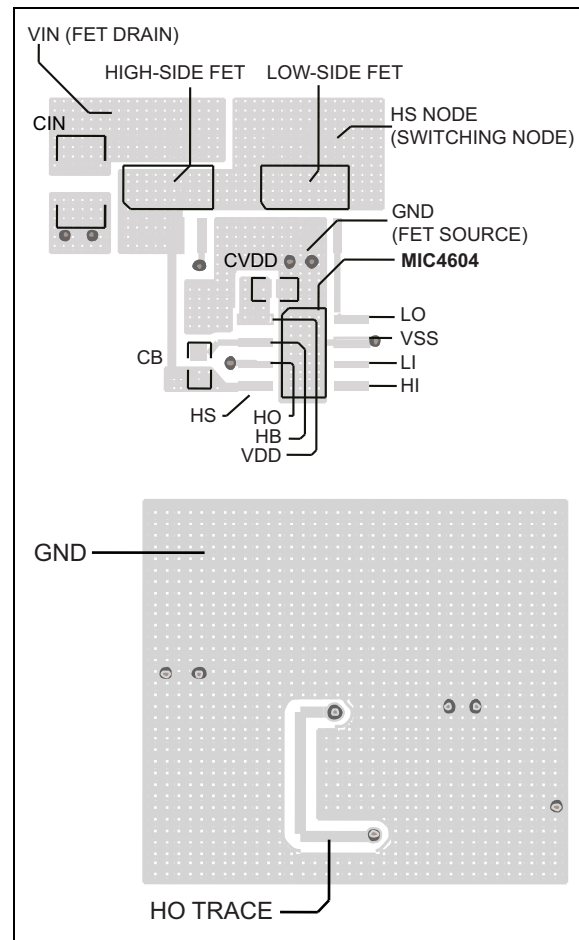 VIN (FET DRAIN)
HIGH-SIDE FET
LOW-SIDE FET
CIN
HS NODE
(SWITCHING NODE)
GND
(FET SOURCE)
CVDD
MIC4604
LO
VSS
CB
LI
HI
HS
HO
HB
VDD
GND
HO TRACE